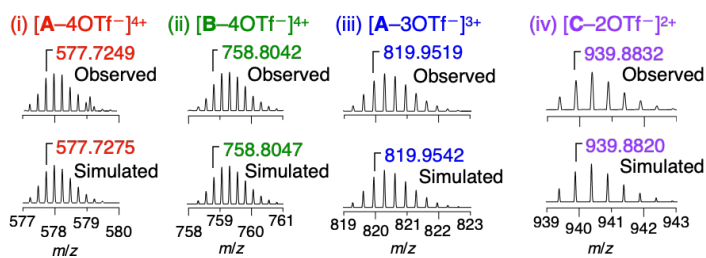 (i) [A–4OTf⁻]⁴⁺ (ii) [B–4OTf⁻]⁴⁺ (iii) [A–3OTf⁻]³⁺ (iv) [C–2OTf⁻]²⁺
577.7249 758.8042 819.9519 939.8832
Observed Observed Observed Observed
577.7275 758.8047 819.9542 939.8820
Simulated Simulated Simulated Simulated
577 578 579 580 758 759 760 761 819 820 821 822 823 939 940 941 942 943
m/z m/z m/z m/z